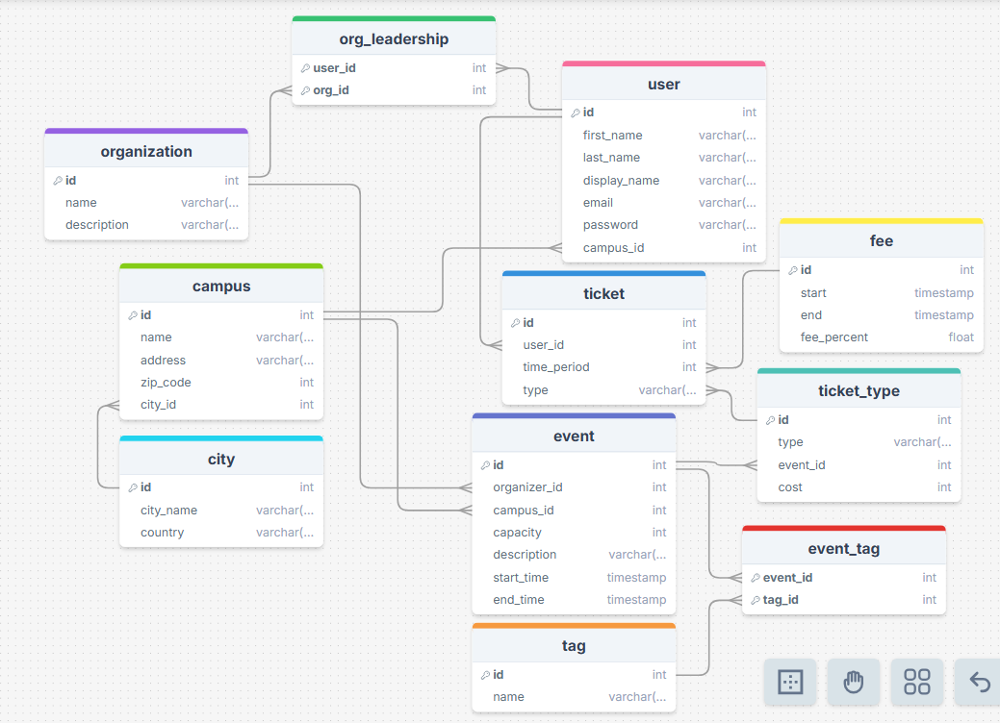 org_leadership
user_id int
org_id int
user
id int
first_name varchar(...
last_name varchar(...
display_name varchar(...
email varchar(...
password varchar(...
campus_id int
organization
id int
name varchar(...
description varchar(...
fee
id int
start timestamp
end timestamp
fee_percent float
campus
id int
name varchar(...
address varchar(...
zip_code int
city_id int
ticket
id int
user_id int
time_period int
type varchar(...
ticket_type
id int
type varchar(...
event_id int
cost int
event
id int
organizer_id int
campus_id int
capacity int
description varchar(...
start_time timestamp
end_time timestamp
city
id int
city_name varchar(...
country varchar(...
event_tag
event_id int
tag_id int
tag
id int
name varchar(...